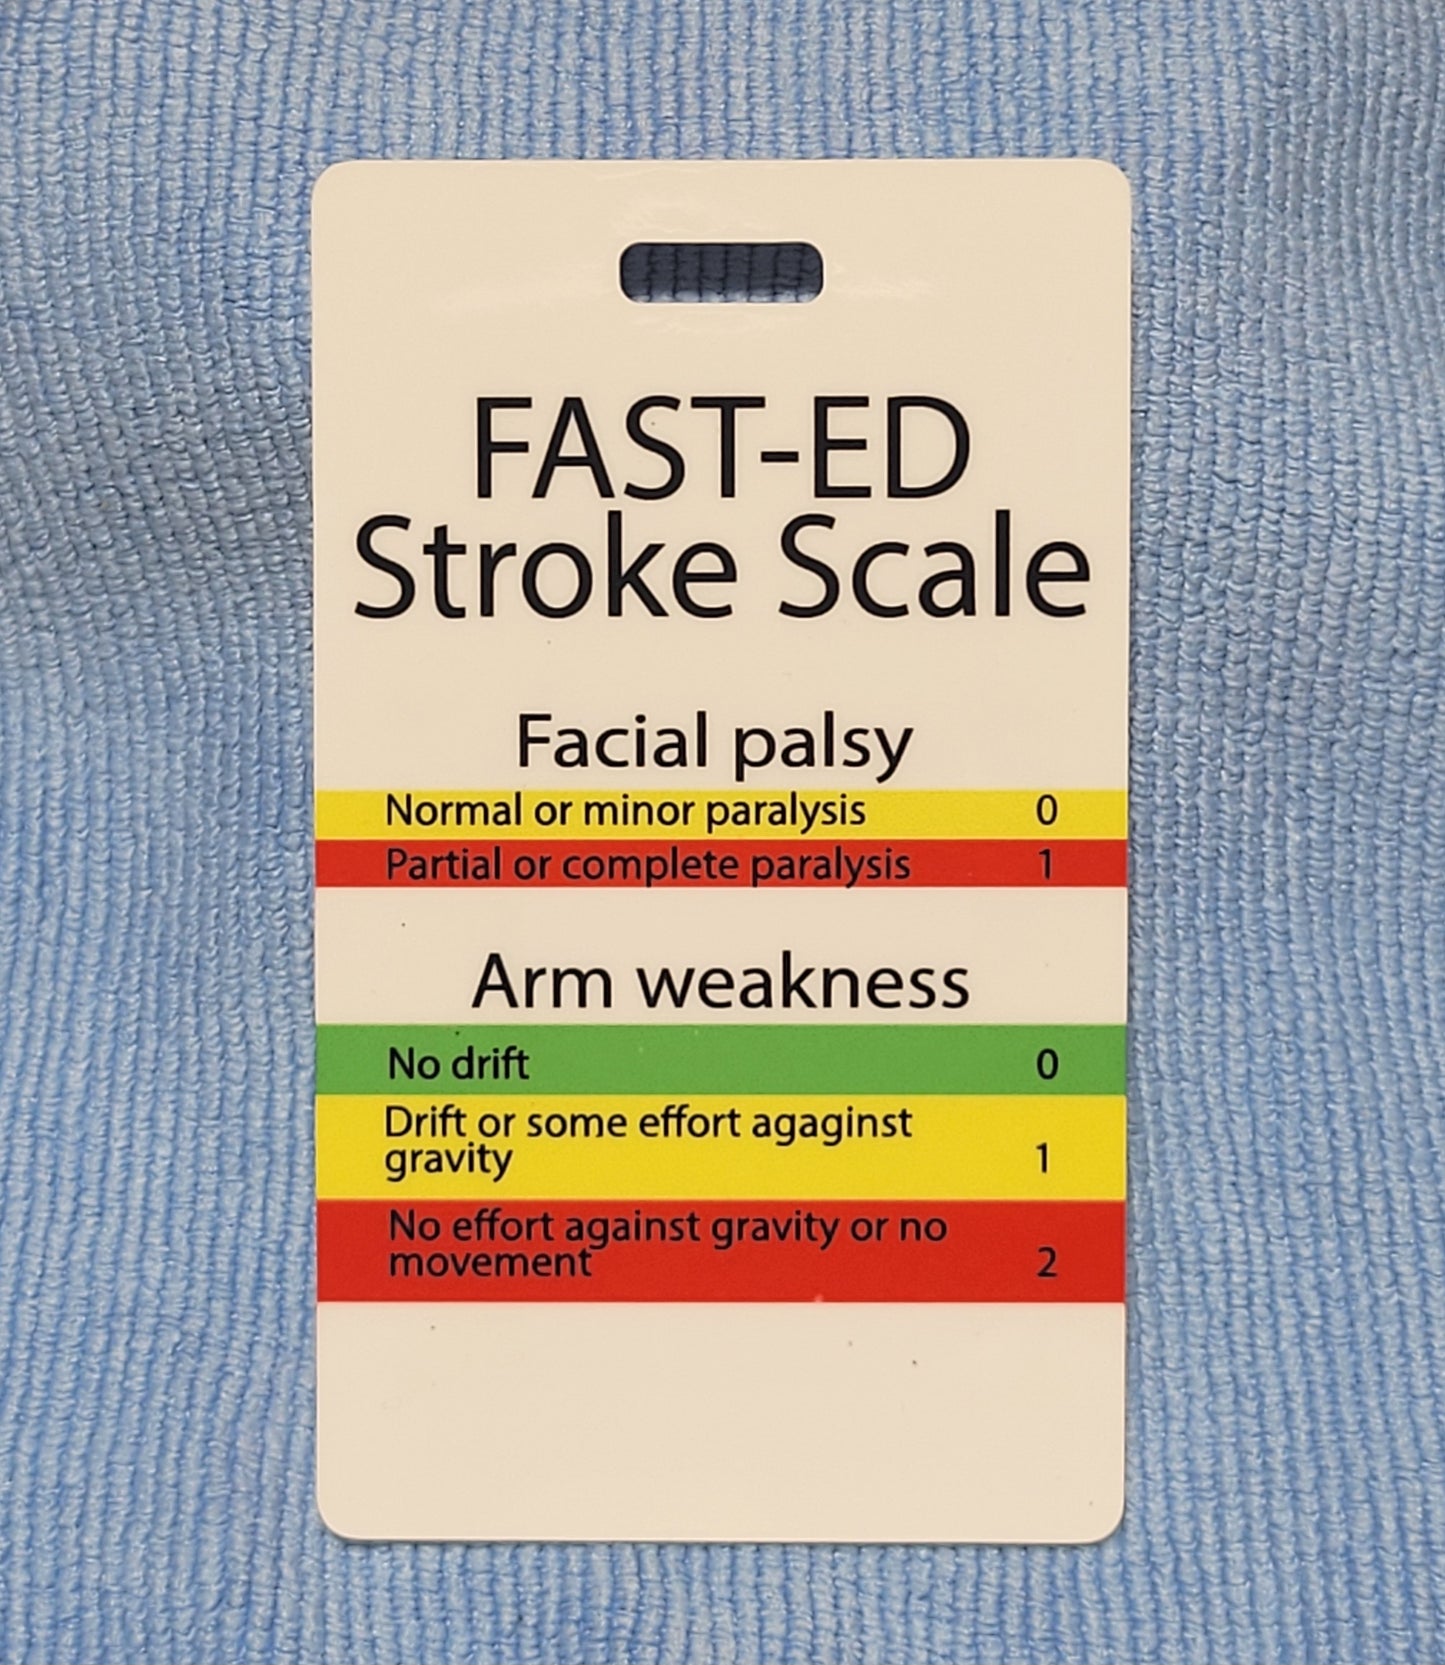 FAST-ED
Stroke Scale
Facial palsy
Normal or minor paralysis 0
Partial or complete paralysis 1
Arm weakness
No drift 0
Drift or some effort agaginst
gravity 1
No effort against gravity or no
movement 2